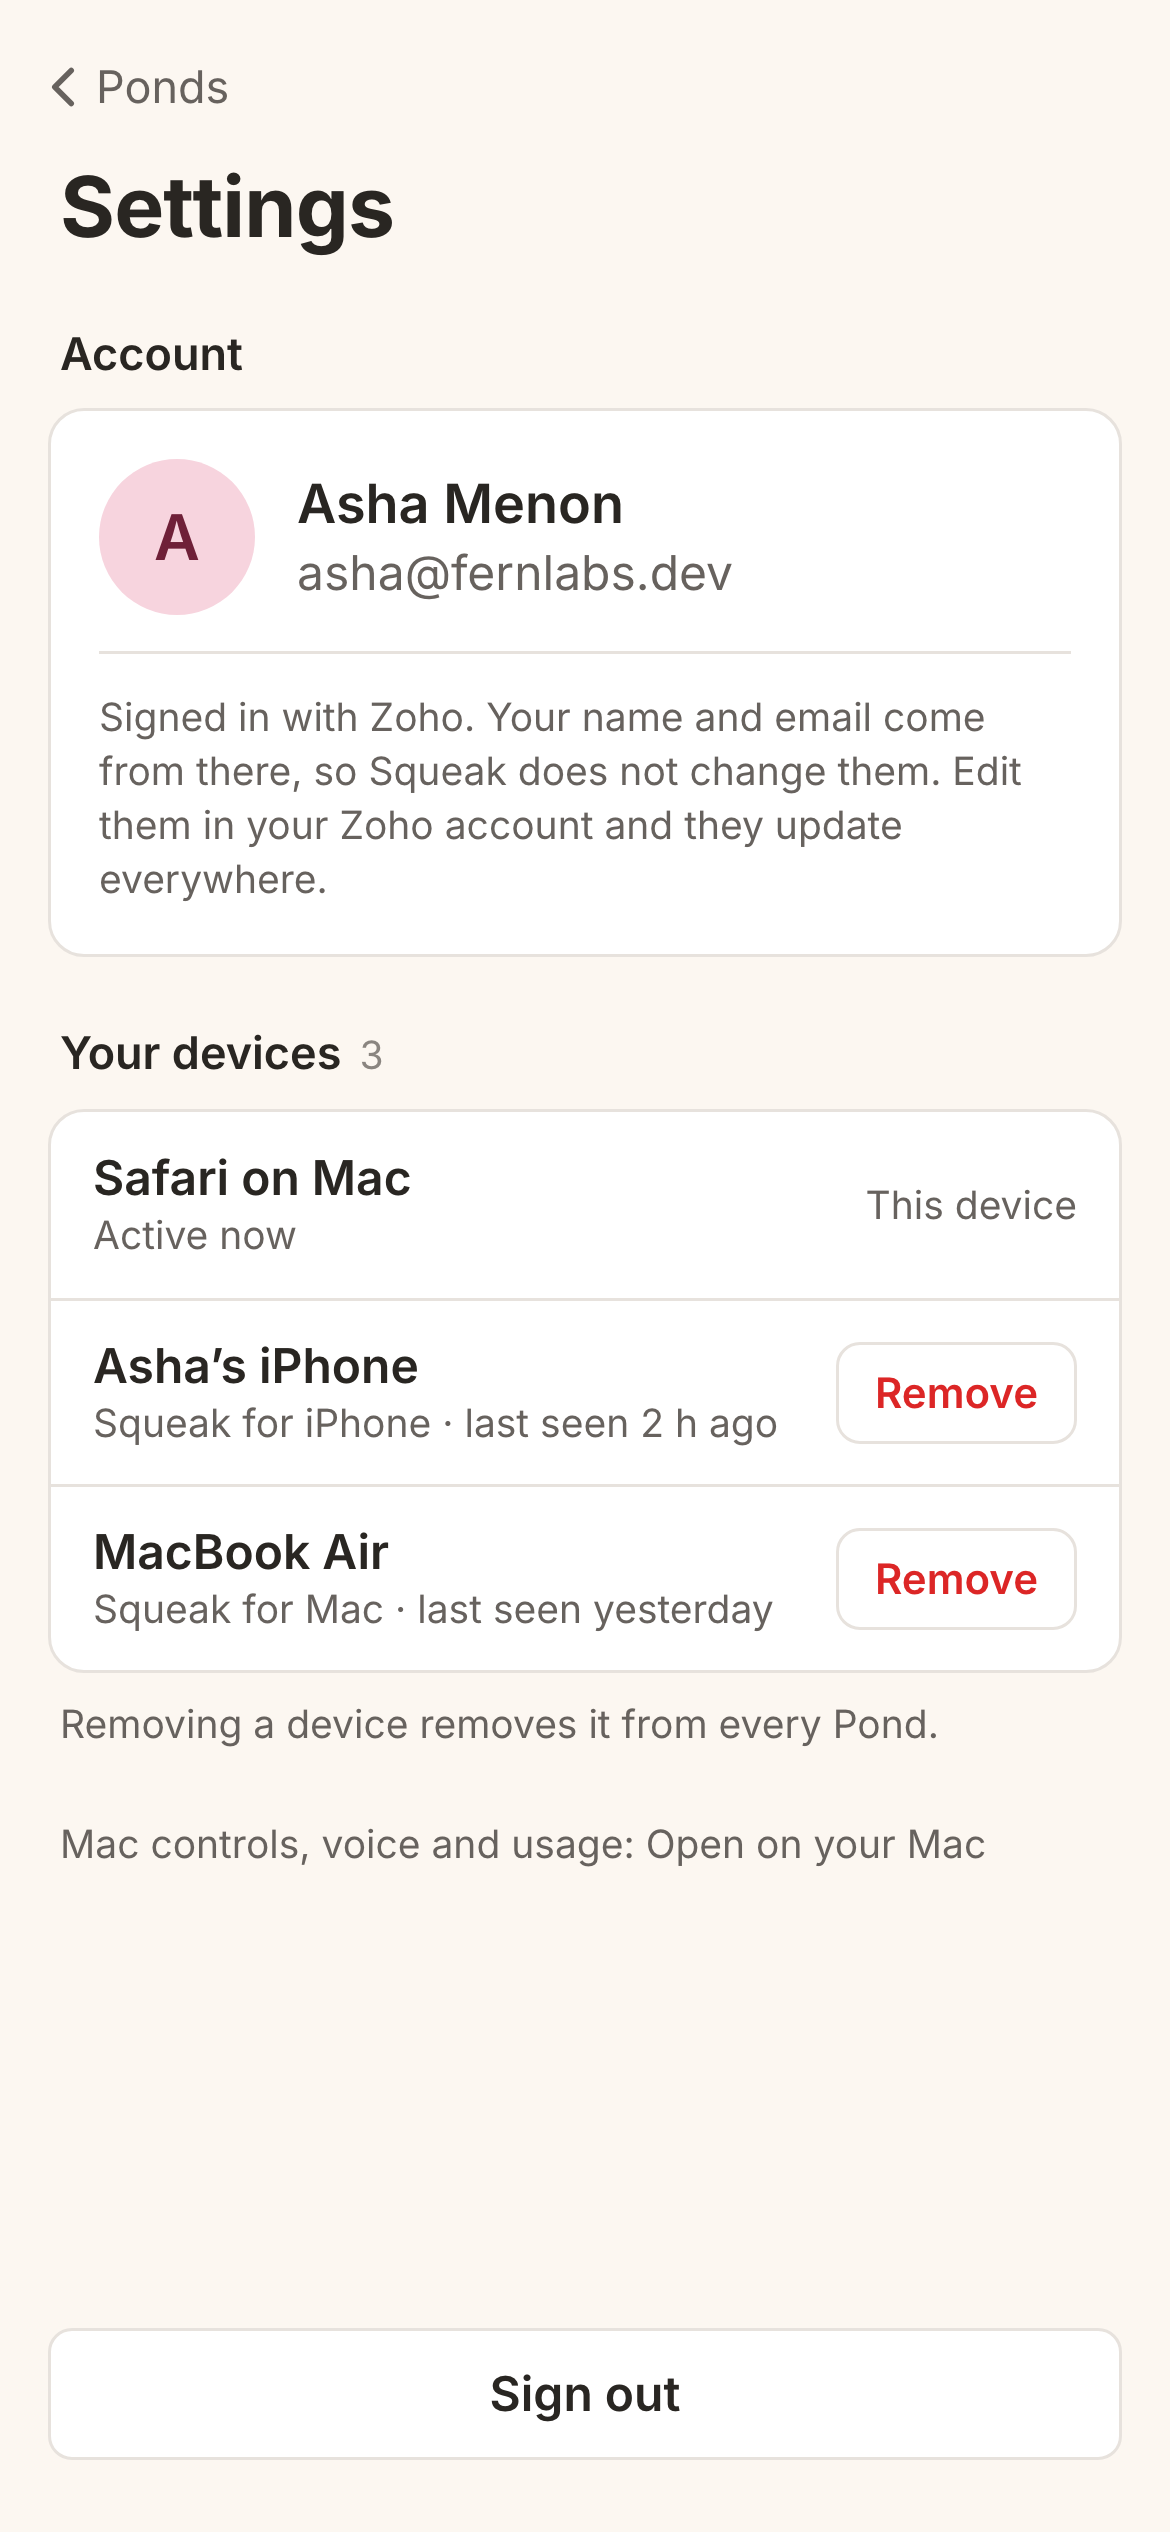 Ponds
Settings
Account
A
Asha Menon
asha@fernlabs.dev
Signed in with Zoho. Your name and email come
from there, so Squeak does not change them. Edit
them in your Zoho account and they update
everywhere.
Your devices 3
Safari on Mac
Active now
This device
Asha’s iPhone
Squeak for iPhone · last seen 2 h ago
Remove
MacBook Air
Squeak for Mac · last seen yesterday
Remove
Removing a device removes it from every Pond.
Mac controls, voice and usage: Open on your Mac
Sign out